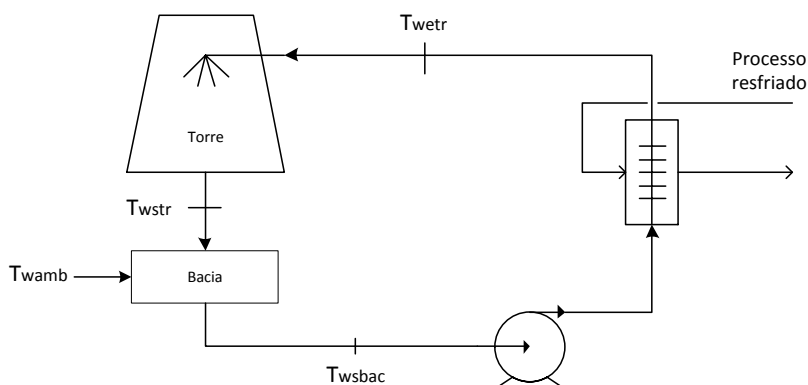 Twetr
Processo
resfriado
Torre
Twstr
Twamb
Bacia
Twsbac